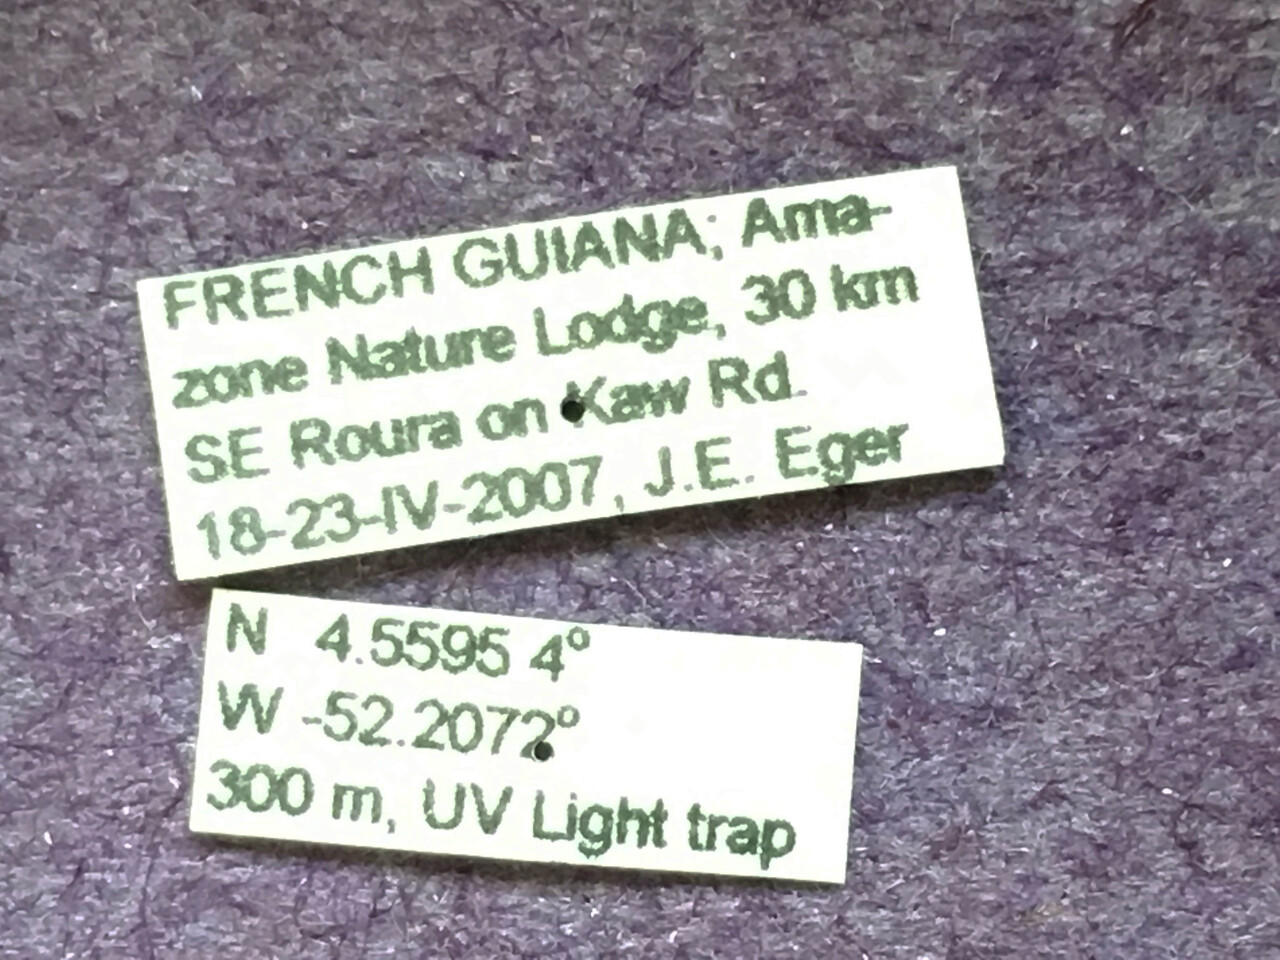 FRENCH GUIANA; Ama-
zone Nature Lodge, 30 km
SE Roura on Kaw Rd.
18-23-IV-2007, J.E. Eger
N 4.5595 4°
W -52.2072°
300 m, UV Light trap